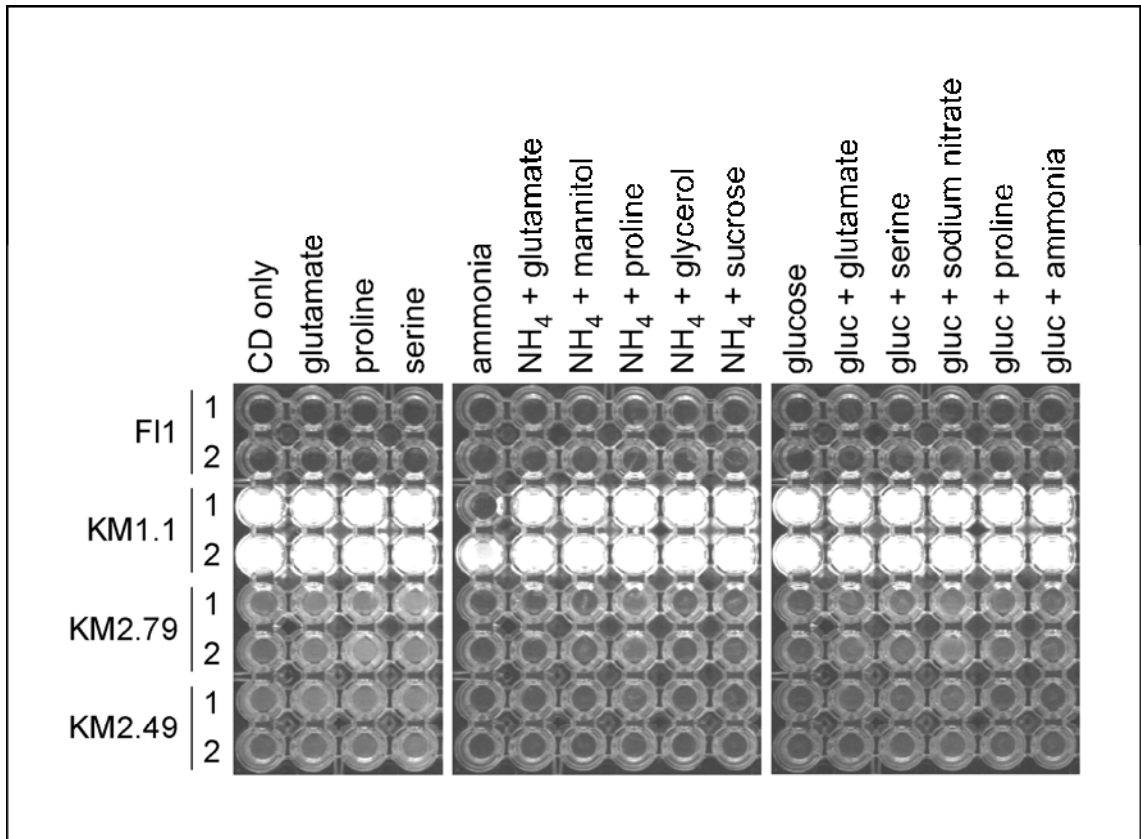 CD only
glutamate
proline
serine
ammonia
NH4 + glutamate
NH4 + mannitol
NH4 + proline
NH4 + glycerol
NH4 + sucrose
glucose
gluc + glutamate
gluc + serine
gluc + sodium nitrate
gluc + proline
gluc + ammonia
FI1
1
2
KM1.1
1
2
KM2.79
1
2
KM2.49
1
2